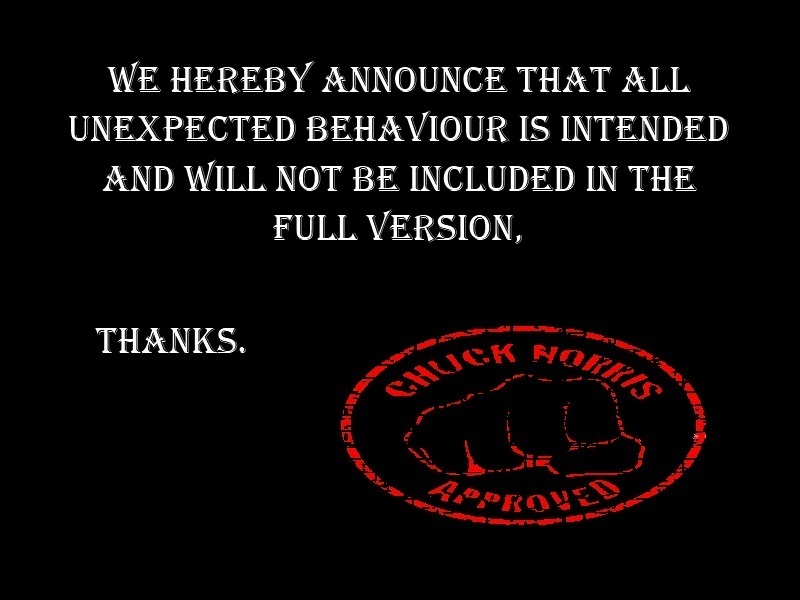 WE HEREBY ANNOUNCE THAT ALL
UNEXPECTED BEHAVIOUR IS INTENDED
AND WILL NOT BE INCLUDED IN THE
FULL VERSION,
THANKS.
CHUCK NORRIS
APPROVED